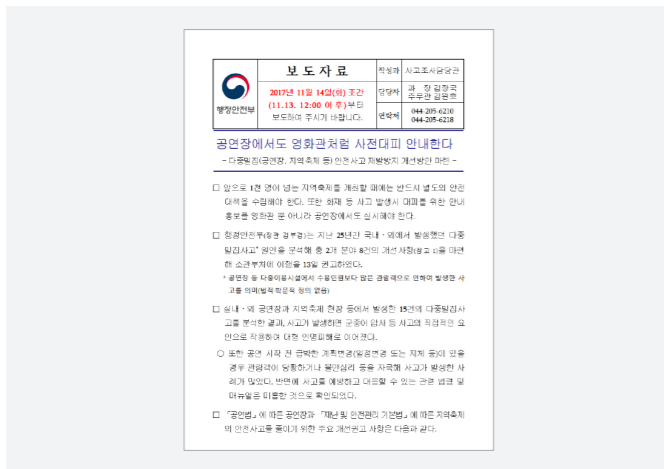 보 도 자 료
작성과 사고조사담당관
행정안전부
2017년 11월 14일(화) 조간
(11.13. 12:00 이후)부터
보도하여 주시기 바랍니다.
담당자 과 장 김장국
주무관 김원호
연락처 044-205-6210
044-205-6218
공연장에서도 영화관처럼 사전대피 안내한다
- 다중밀집(공연장, 지역축제 등) 안전사고 재발방지 개선방안 마련 -
□ 앞으로 1천 명이 넘는 지역축제를 개최할 때에는 반드시 별도의 안전
대책을 수립해야 한다. 또한 화재 등 사고 발생시 대피를 위한 안내
홍보를 영화관 뿐 아니라 공연장에서도 실시해야 한다.
□ 행정안전부(장관 김부겸)는 지난 25년간 국내·외에서 발생했던 다중
밀집사고* 원인을 분석해 총 2개 분야 8건의 개선사항(참고 1)을 마련
해 소관부처에 이행을 13일 권고하였다.
* 공연장 등 다중이용시설에서 수용인원보다 많은 관람객으로 인하여 발생한 사
고를 의미(법적·학문적 정의 없음)
□ 실내·외 공연장과 지역축제 현장 등에서 발생한 15건의 다중밀집사
고를 분석한 결과, 사고가 발생하면 군중이 압사 등 사고의 직접적인 요
인으로 작용하여 대형 인명피해로 이어졌다.
○ 또한 공연 시작 전 급박한 계획변경(일정변경 또는 지체 등)이 있을
경우 관람객이 당황하거나 불안심리 등을 자극해 사고가 발생한 사
례가 많았다. 반면에 사고를 예방하고 대응할 수 있는 관련 법령 및
매뉴얼은 미흡한 것으로 확인되었다.
□ 「공연법」에 따른 공연장과 「재난 및 안전관리 기본법」에 따른 지역축제
의 안전사고를 줄이기 위한 주요 개선권고 사항은 다음과 같다.